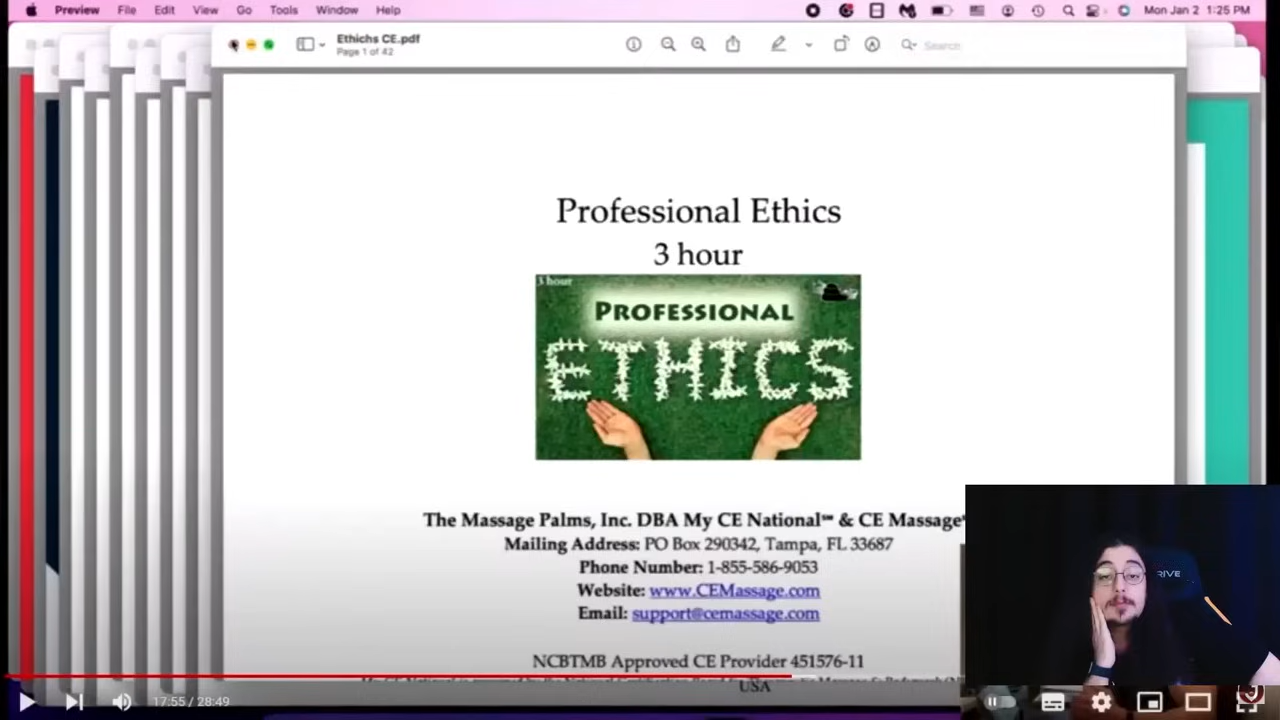 Preview File Edit View Go Tools Window Help
Mon Jan 2 1:25 PM
Ethichs CE.pdf
Page 1 of 42
Search
Professional Ethics
3 hour
3 hour
PROFESSIONAL
ETHICS
The Massage Palms, Inc. DBA My CE National℠ & CE Massage
Mailing Address: PO Box 290342, Tampa, FL 33687
Phone Number: 1-855-586-9053
Website: www.CEMassage.com
Email: support@cemassage.com
NCBTMB Approved CE Provider 451576-11
USA
RIVE
17:55 / 28:49